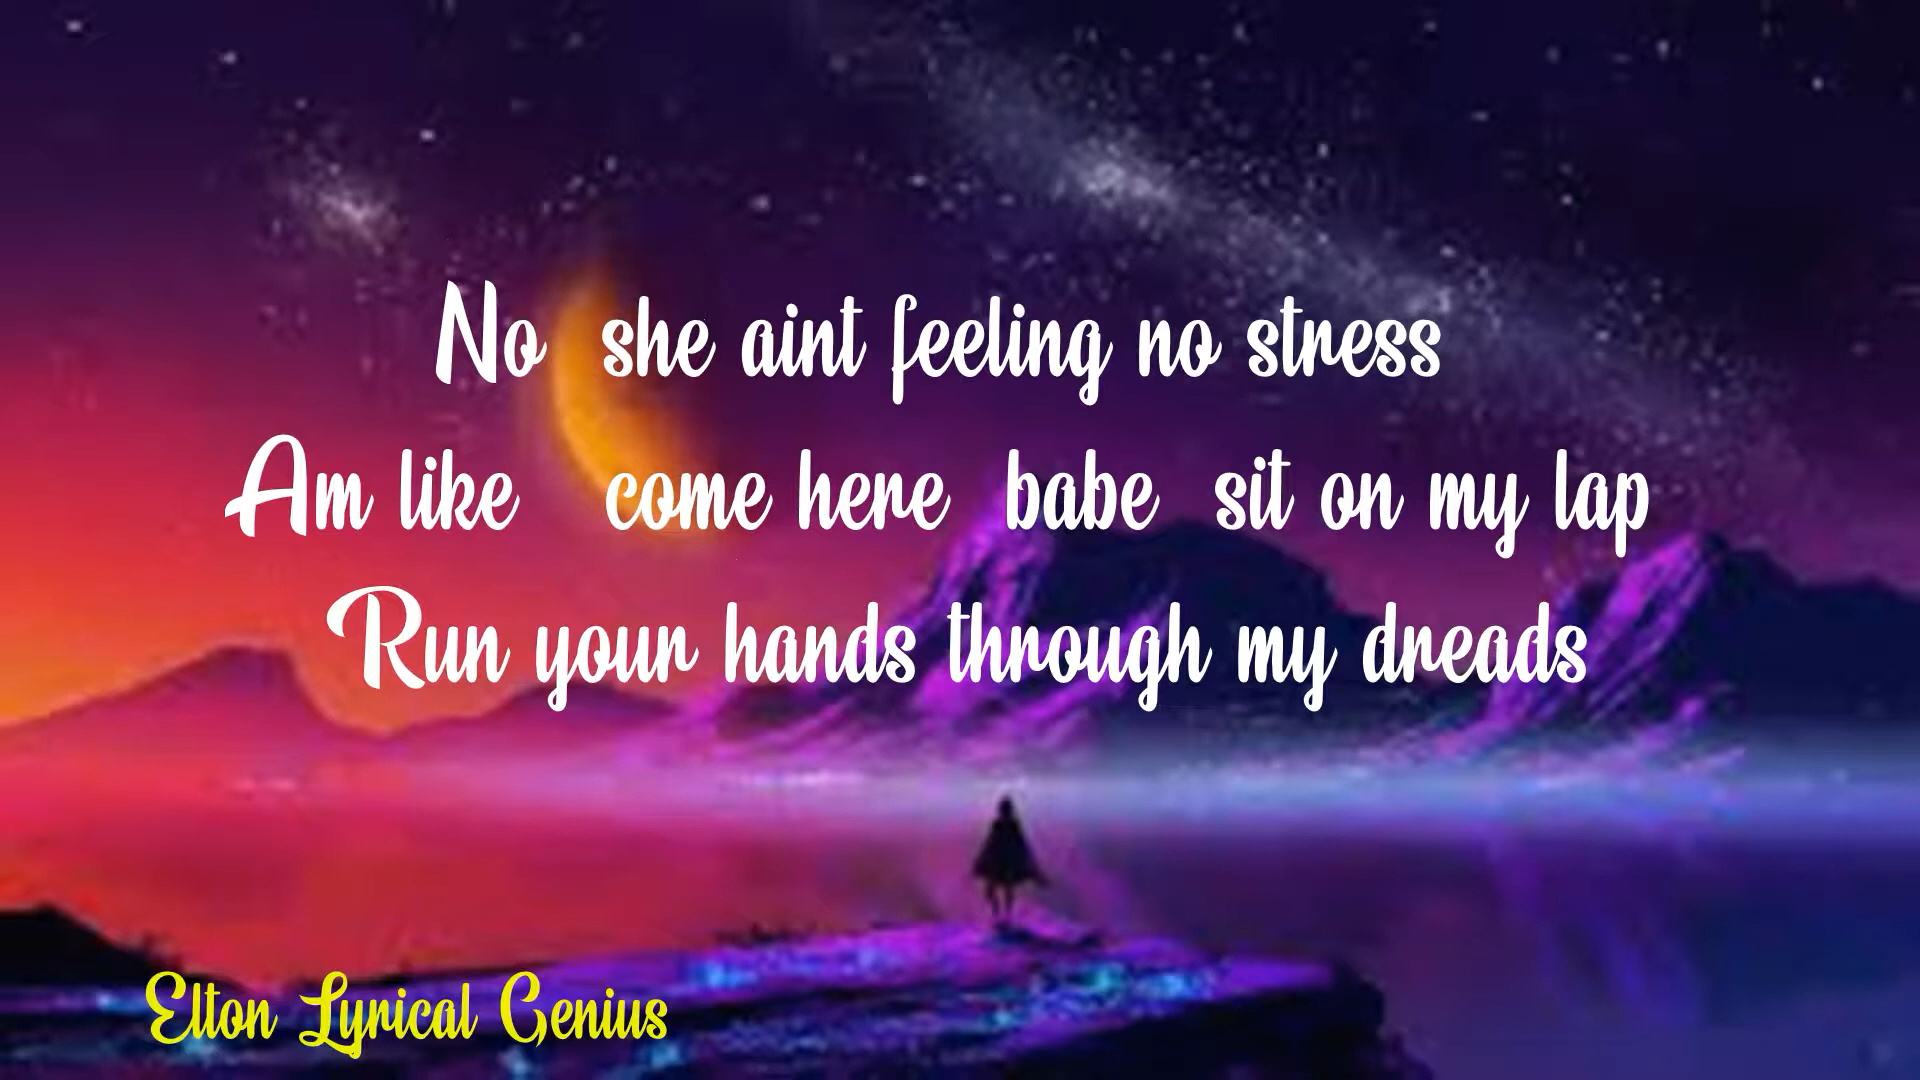 No she aint feeling no stress
Am like come here babe sit on my lap
Run your hands through my dreads
Elton Lyrical Genius